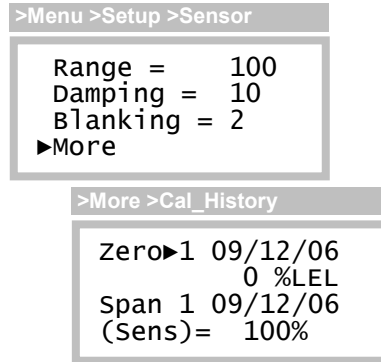 >Menu >Setup >Sensor
Range = 100
Damping = 10
Blanking = 2
►More
>More >Cal_History
Zero►1 09/12/06
0 %LEL
Span 1 09/12/06
(Sens)= 100%